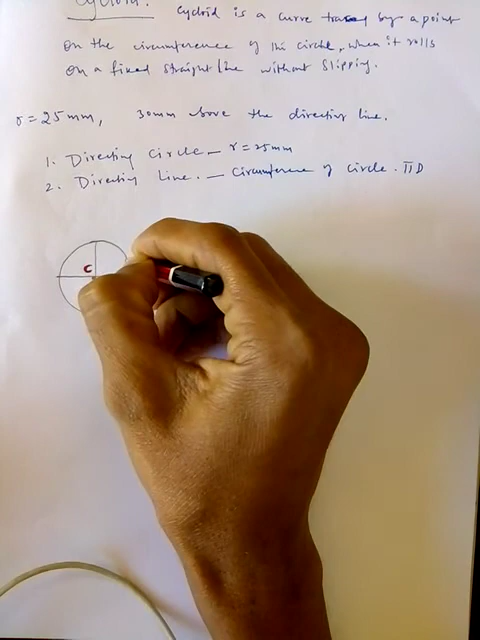 Cycloid.
Cycloid is a curve traced by a point
on the circumference of the circle, when it rolls
on a fixed straight line without slipping.
r = 25mm, 30mm above the directing line.
1. Directing Circle – r = 25mm
2. Directing Line. – Circumference of circle. ΠD
C